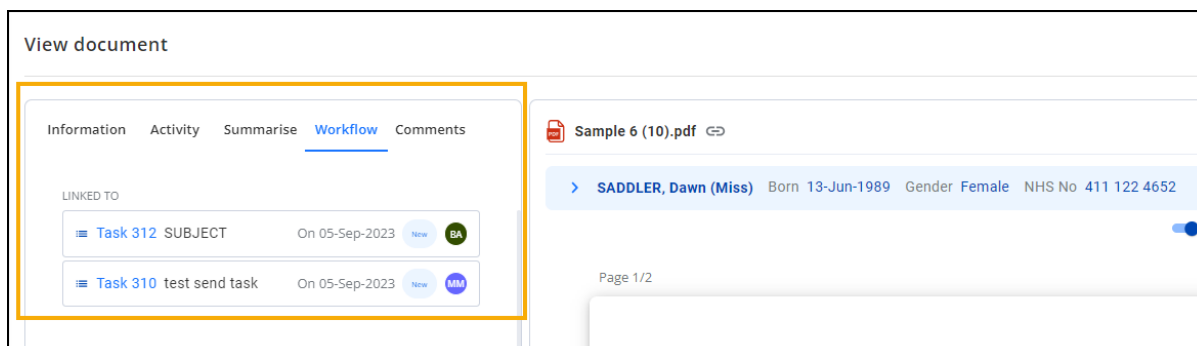 View document
Information Activity Summarise Workflow Comments
LINKED TO
Task 312 SUBJECT On 05-Sep-2023 New BA
Task 310 test send task On 05-Sep-2023 New MM
PDF Sample 6 (10).pdf
SADDLER, Dawn (Miss) Born 13-Jun-1989 Gender Female NHS No 411 122 4652
Page 1/2